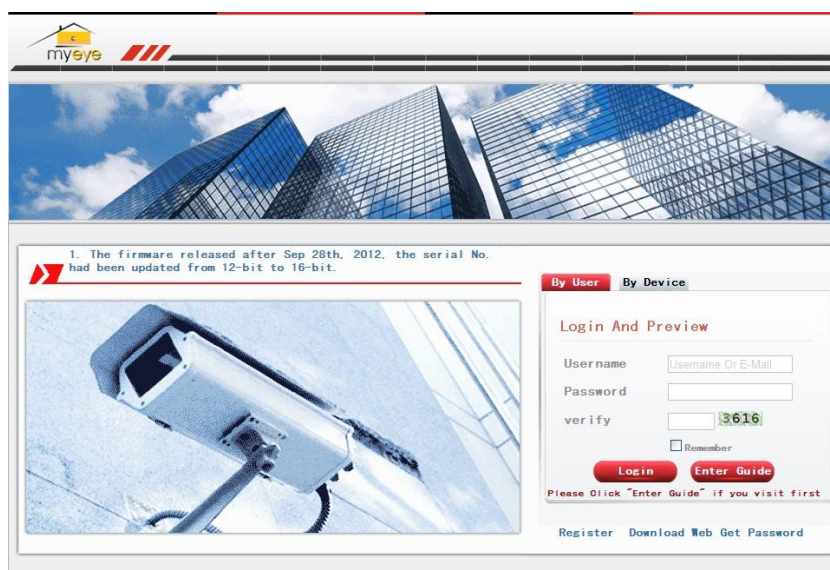 myeye
1. The firmware released after Sep 28th, 2012, the serial No.
had been updated from 12-bit to 16-bit.
By User By Device
Login And Preview
Username Username Or E-Mail
Password
verify 3616
Remember
Login Enter Guide
Please Click "Enter Guide" if you visit first
Register Download Web Get Password